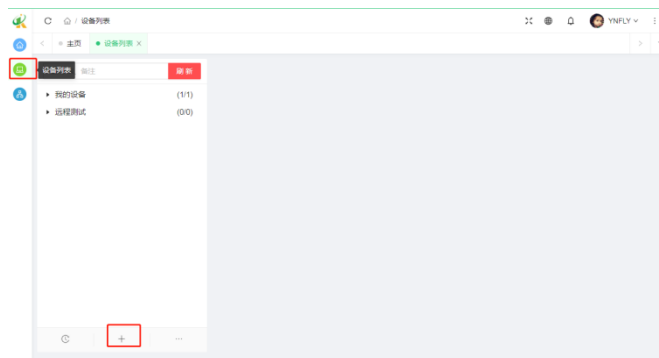 / 设备列表
YNFLY
主页
设备列表 ×
设备列表
备注
刷新
我的设备 (1/1)
远程测试 (0/0)